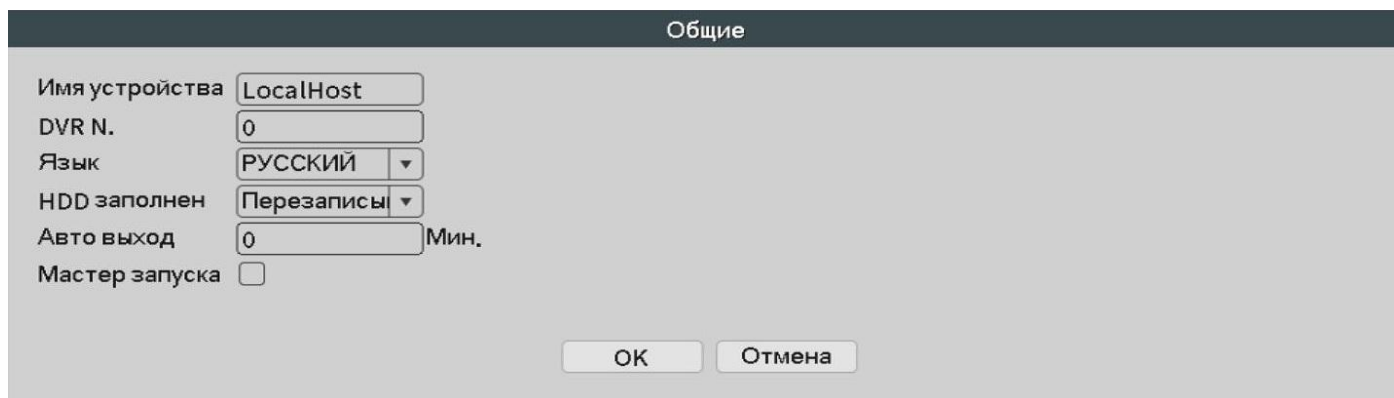 Общие
Имя устройства LocalHost
DVR N. 0
Язык РУССКИЙ
HDD заполнен Перезаписы
Авто выход 0 Мин.
Мастер запуска
OK Отмена